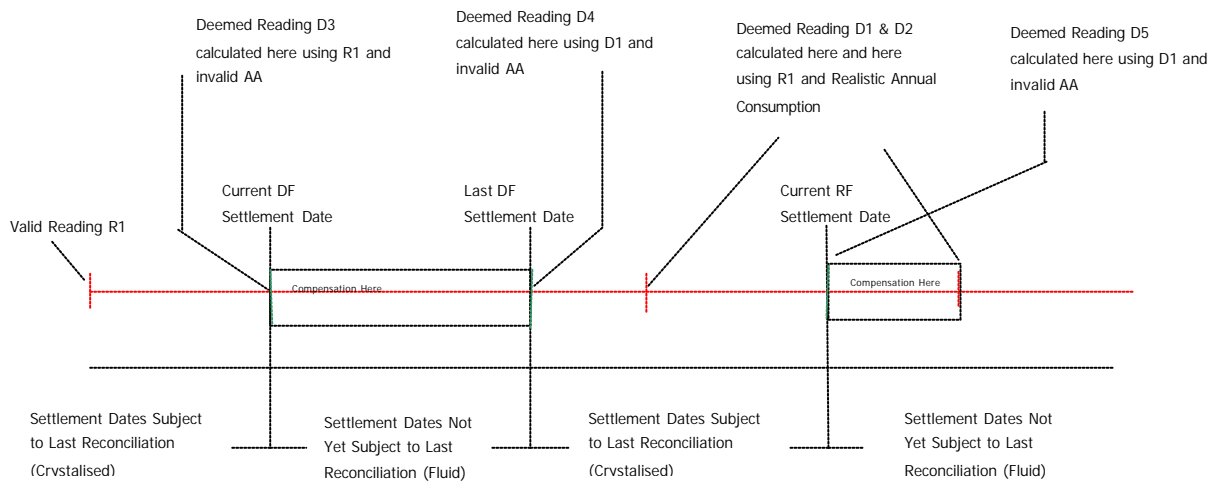 Deemed Reading D3
calculated here using R1 and
invalid AA
Deemed Reading D4
calculated here using D1 and
invalid AA
Deemed Reading D1 & D2
calculated here and here
using R1 and Realistic Annual
Consumption
Deemed Reading D5
calculated here using D1 and
invalid AA
Current DF
Settlement Date
Last DF
Settlement Date
Current RF
Settlement Date
Valid Reading R1
Compensation Here
Compensation Here
Settlement Dates Subject
to Last Reconciliation
(Crystalised)
Settlement Dates Not
Yet Subject to Last
Reconciliation (Fluid)
Settlement Dates Subject
to Last Reconciliation
(Crystalised)
Settlement Dates Not
Yet Subject to Last
Reconciliation (Fluid)